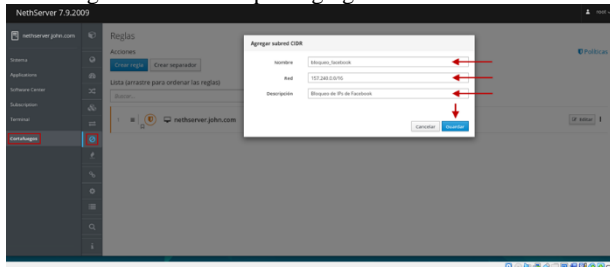 NethServer 7.9.2009
nethserver.john.com
Reglas
Acciones
Crear regla
Crear separador
Lista (arrastre para ordenar las reglas)
Buscar...
Sistema
Applications
Software Center
Subscription
Terminal
Cortafuegos
nethserver.john.com
Editar
Políticas
Agregar subred CIDR
Nombre
bloqueo_facebook
Red
157.240.0.0/16
Descripción
Bloqueo de IPs de Facebook
Cancelar
Guardar